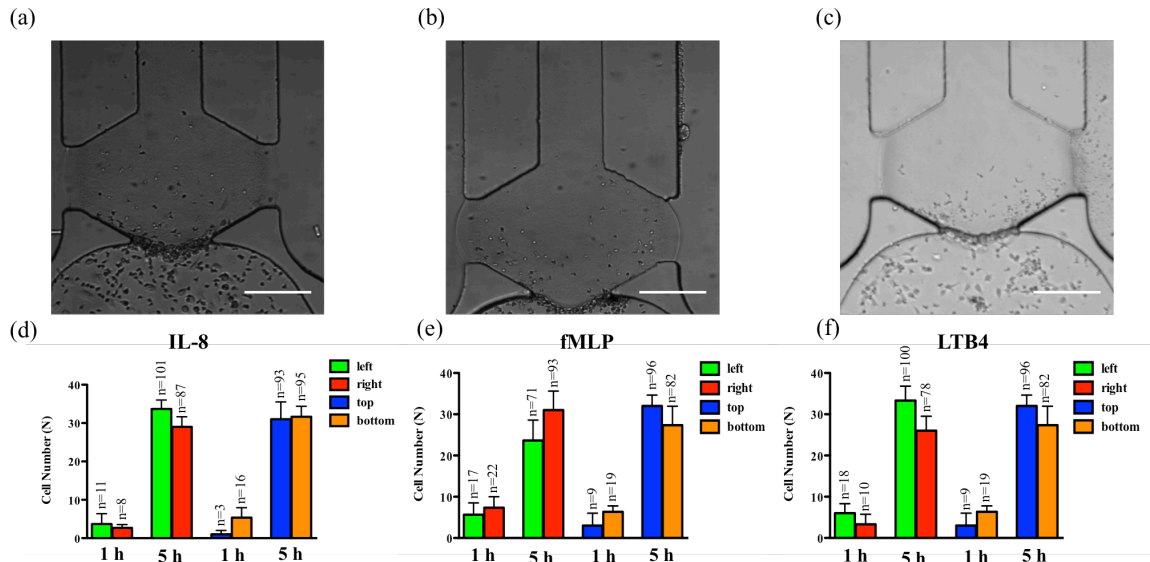 (a)
(b)
(c)
(d)
IL-8
Cell Number (N)
40
30
20
10
0
n=11
n=8
n=101
n=87
n=3
n=16
n=93
n=95
1 h
5 h
1 h
5 h
left
right
top
bottom
(e)
fMLP
Cell Number (N)
40
30
20
10
0
n=17
n=22
n=71
n=93
n=9
n=19
n=96
n=82
1 h
5 h
1 h
5 h
left
right
top
bottom
(f)
LTB4
Cell Number (N)
40
30
20
10
0
n=18
n=10
n=100
n=78
n=9
n=19
n=96
n=82
1 h
5 h
1 h
5 h
left
right
top
bottom